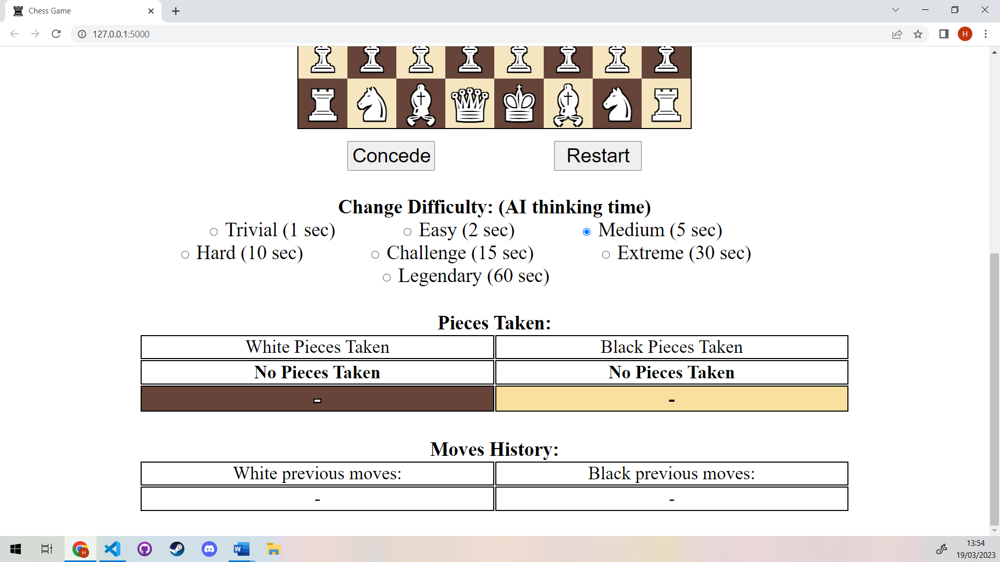 Chess Game
127.0.0.1:5000
H
Concede Restart
Change Difficulty: (AI thinking time)
Trivial (1 sec) Easy (2 sec) Medium (5 sec)
Hard (10 sec) Challenge (15 sec) Extreme (30 sec)
Legendary (60 sec)
Pieces Taken:
White Pieces Taken Black Pieces Taken
No Pieces Taken No Pieces Taken
- -
Moves History:
White previous moves: Black previous moves:
- -
H
W
13:54
19/03/2023